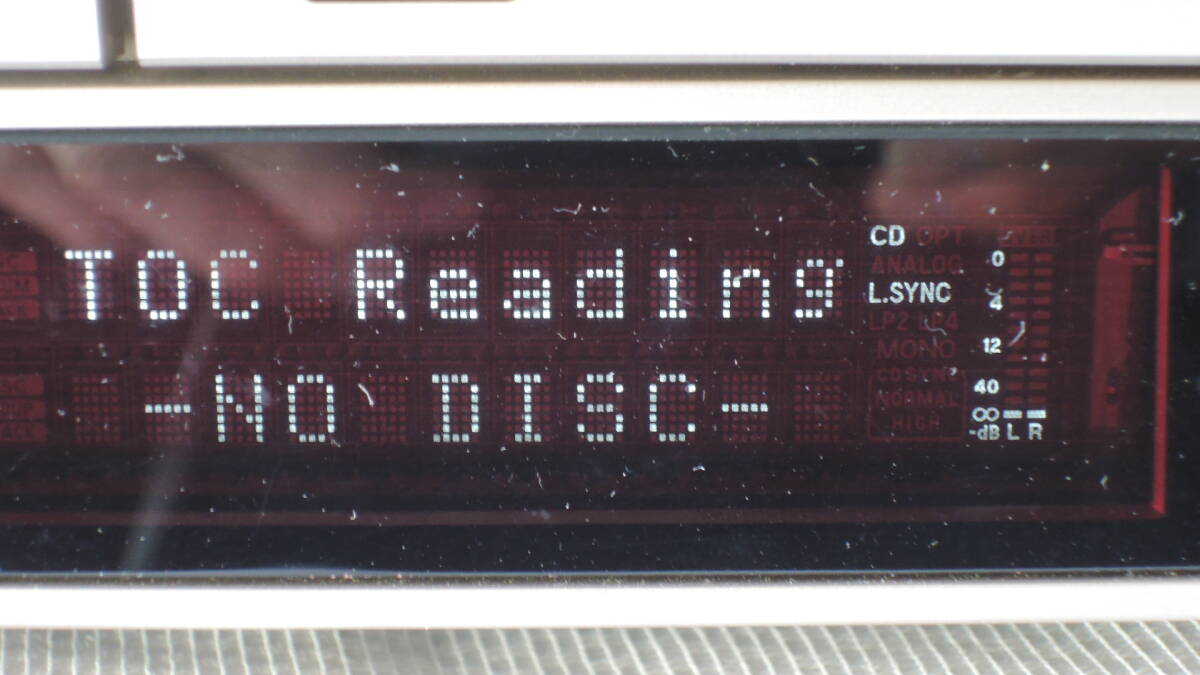 TOC Reading
-NO DISC-
CD OPT
ANALOG
L.SYNC
LP2 LP4
MONO
CD SYNC
NORMAL
HIGH
0
4
12
40
∞
-dB L R